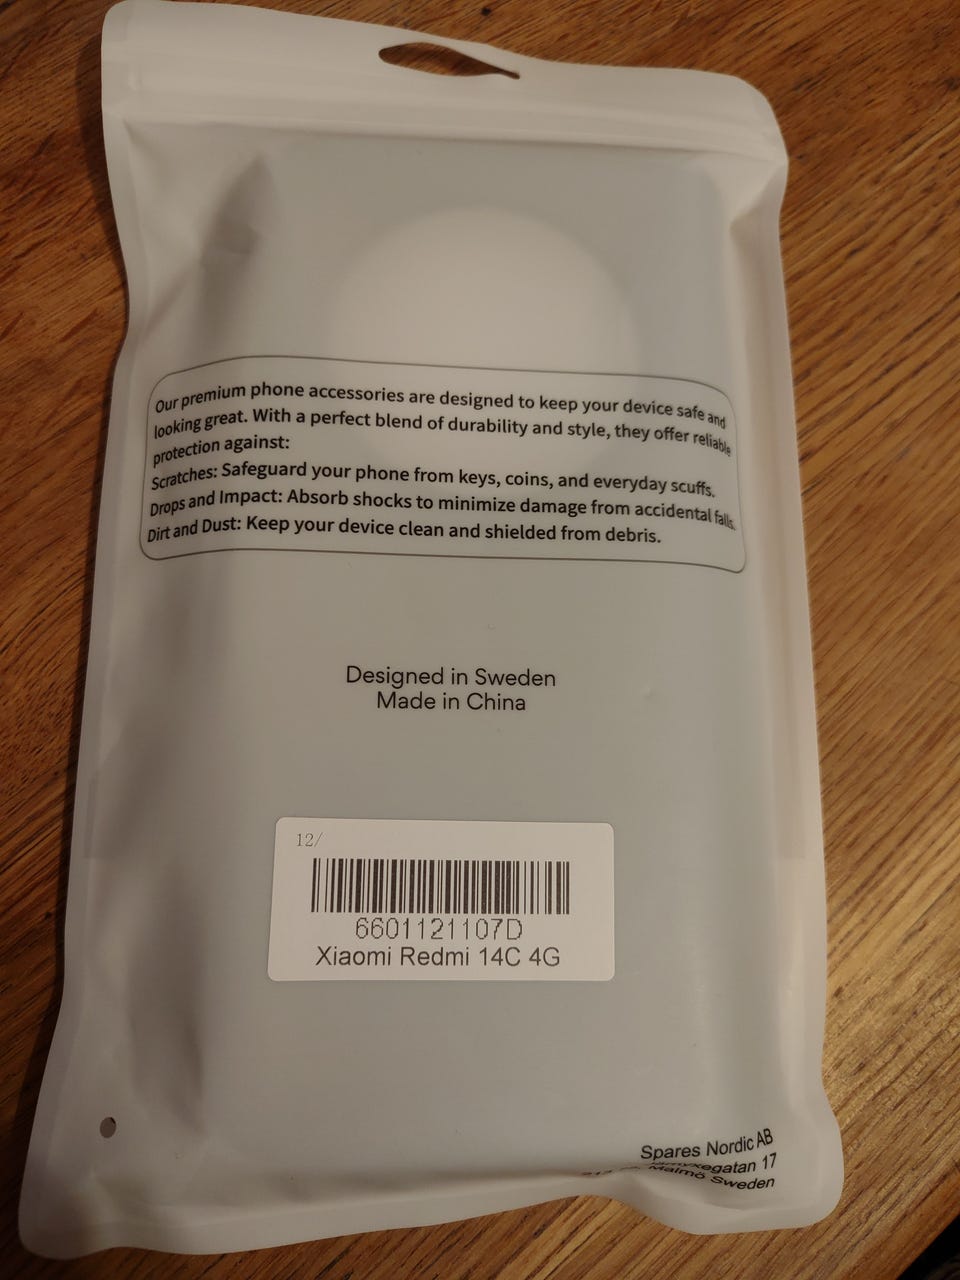 Our premium phone accessories are designed to keep your device safe and
looking great. With a perfect blend of durability and style, they offer reliable
protection against:
Scratches: Safeguard your phone from keys, coins, and everyday scuffs.
Drops and Impact: Absorb shocks to minimize damage from accidental falls.
Dirt and Dust: Keep your device clean and shielded from debris.
Designed in Sweden
Made in China
12/
6601121107D
Xiaomi Redmi 14C 4G
Spares Nordic AB
17
Malmö Sweden